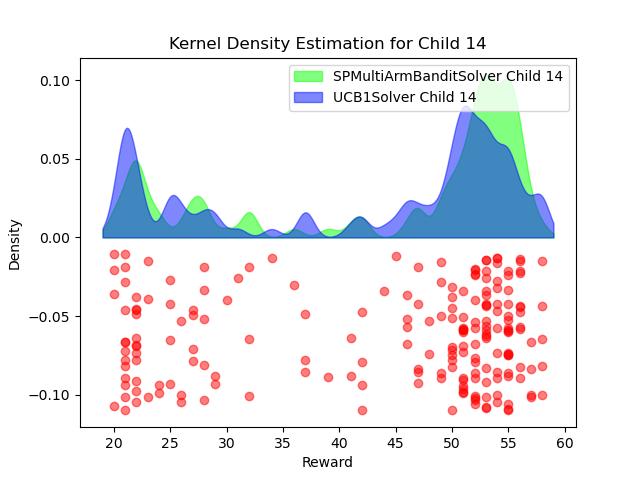 Kernel Density Estimation for Child 14
SPMultiArmBanditSolver Child 14
UCB1Solver Child 14
Density
0.10
0.05
0.00
−0.05
−0.10
20 25 30 35 40 45 50 55 60
Reward